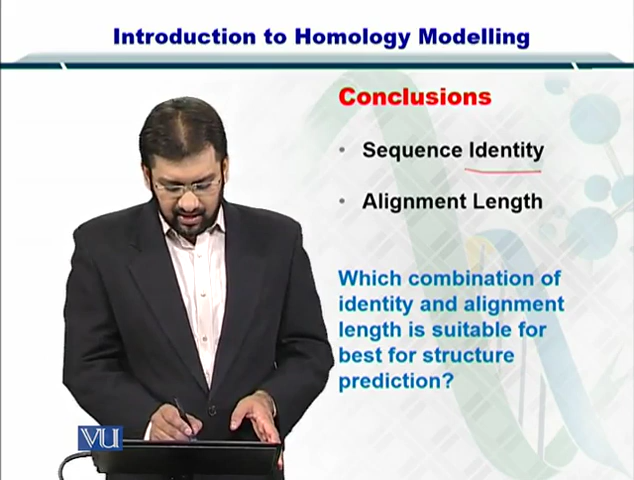 Introduction to Homology Modelling
Conclusions
• Sequence Identity
• Alignment Length
Which combination of
identity and alignment
length is suitable for
best for structure
prediction?
VU